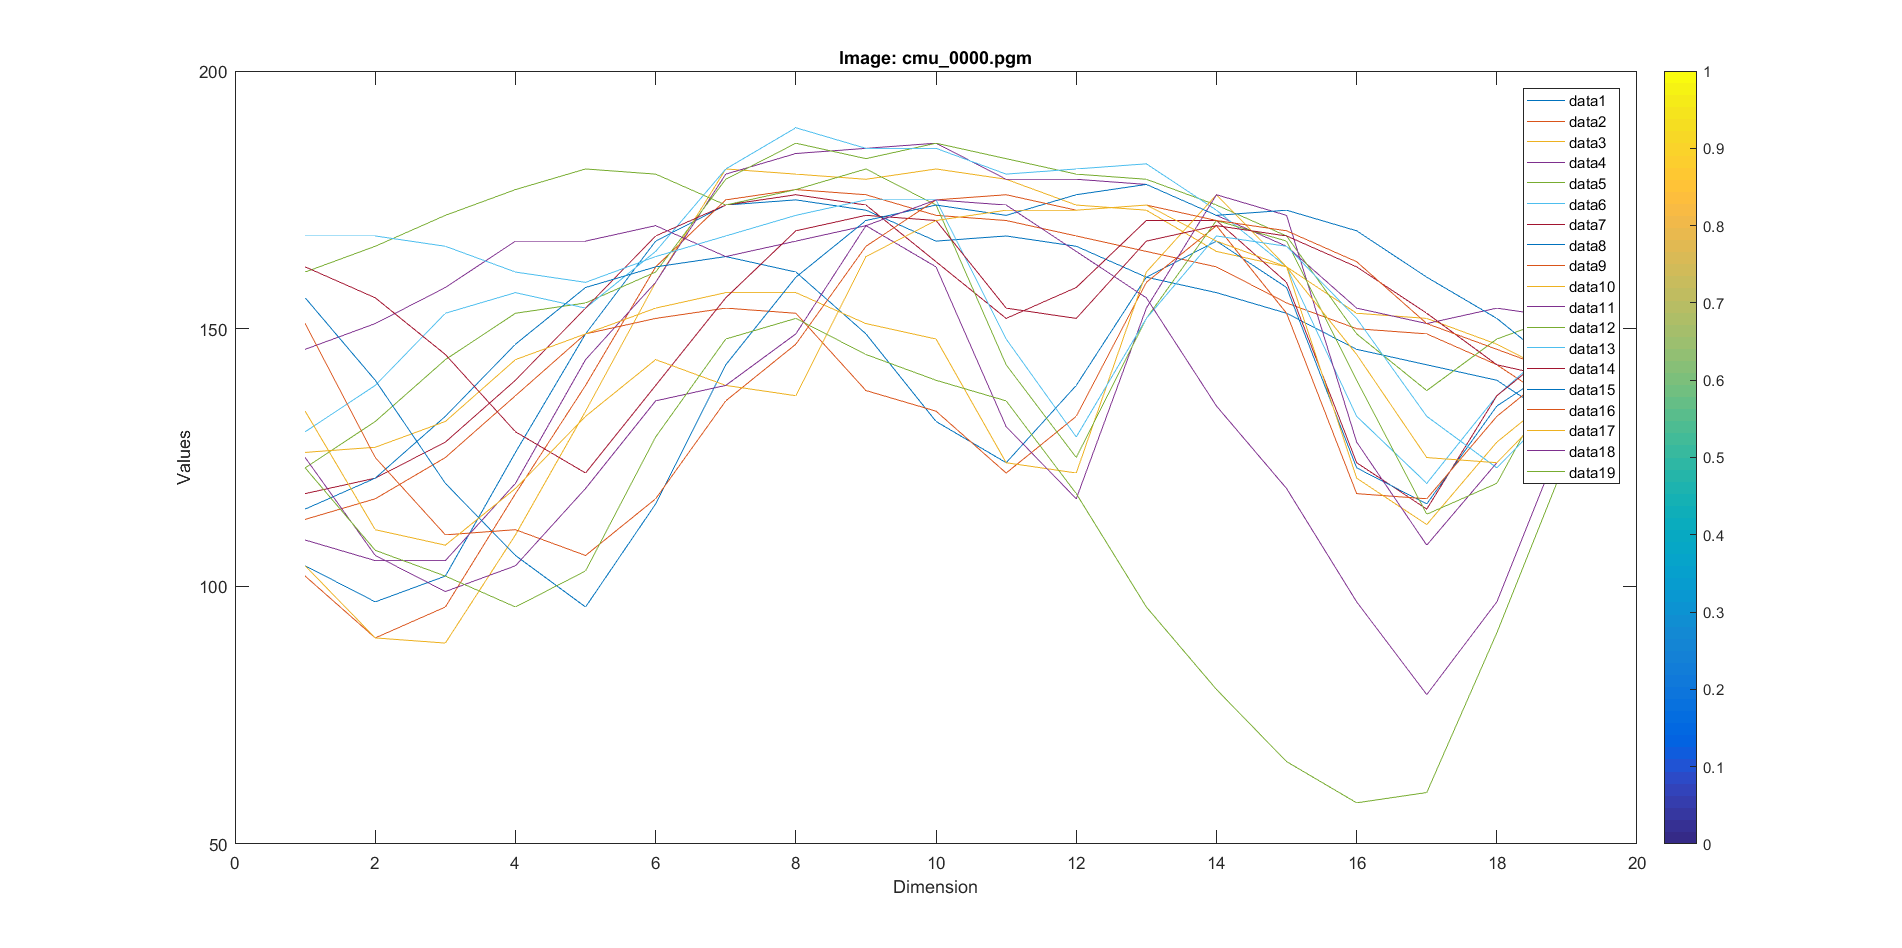 Image: cmu_0000.pgm
200
150
100
50
Values
0 2 4 6 8 10 12 14 16 18 20
Dimension
data1
data2
data3
data4
data5
data6
data7
data8
data9
data10
data11
data12
data13
data14
data15
data16
data17
data18
data19
1
0.9
0.8
0.7
0.6
0.5
0.4
0.3
0.2
0.1
0